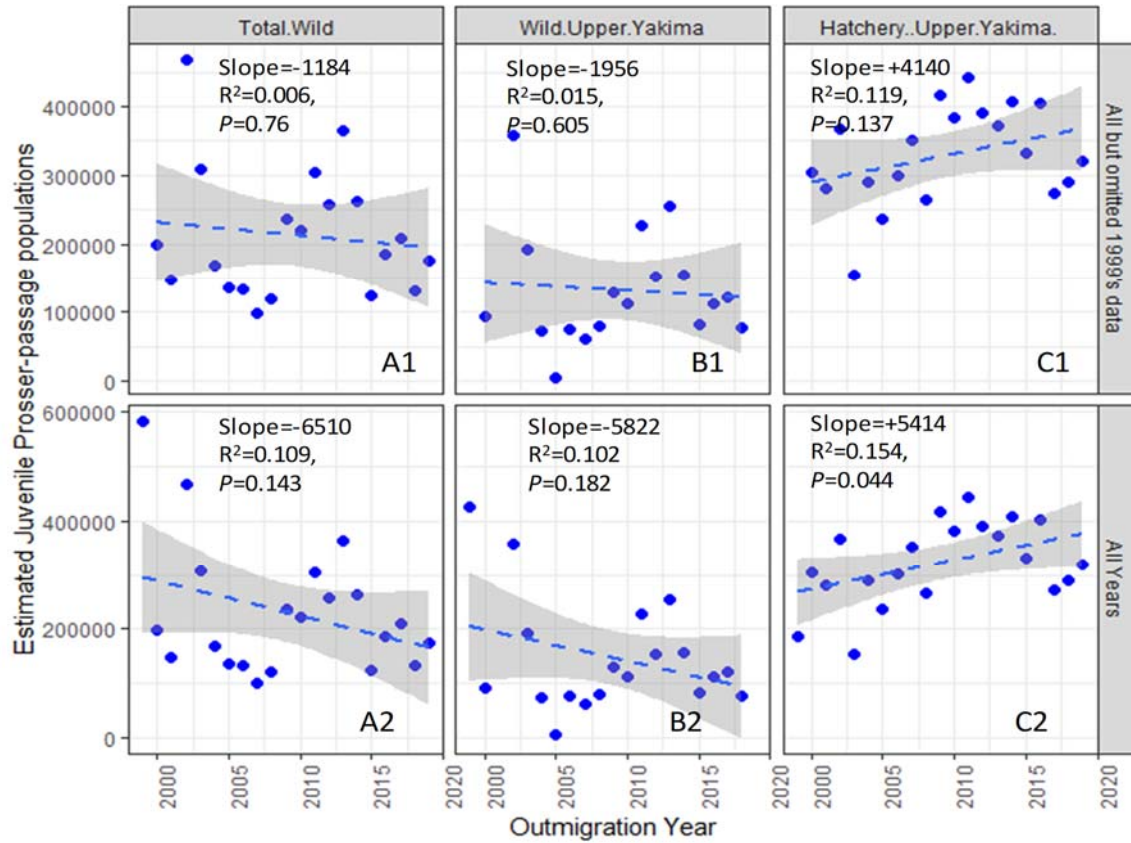 Total.Wild
Wild.Upper.Yakima
Hatchery..Upper.Yakima.
Estimated Juvenile Prosser-passage populations
400000
300000
200000
100000
0
Slope=-1184
R²=0.006,
P=0.76
A1
Slope=-1956
R²=0.015,
P=0.605
B1
Slope=+4140
R²=0.119,
P=0.137
C1
All but omitted 1999's data
600000
400000
200000
0
Slope=-6510
R²=0.109,
P=0.143
A2
Slope=-5822
R²=0.102
P=0.182
B2
Slope=+5414
R²=0.154,
P=0.044
C2
All Years
2000 2005 2010 2015 2020
2000 2005 2010 2015 2020
2000 2005 2010 2015 2020
Outmigration Year